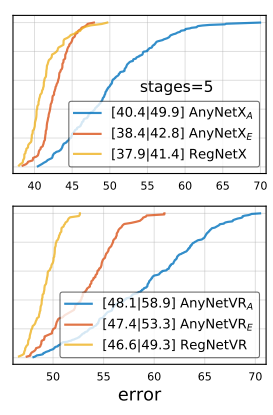 stages=5
[40.4|49.9] AnyNetX_A
[38.4|42.8] AnyNetX_E
[37.9|41.4] RegNetX
40 45 50 55 60 65 70
[48.1|58.9] AnyNetVR_A
[47.4|53.3] AnyNetVR_E
[46.6|49.3] RegNetVR
50 55 60 65 70
error